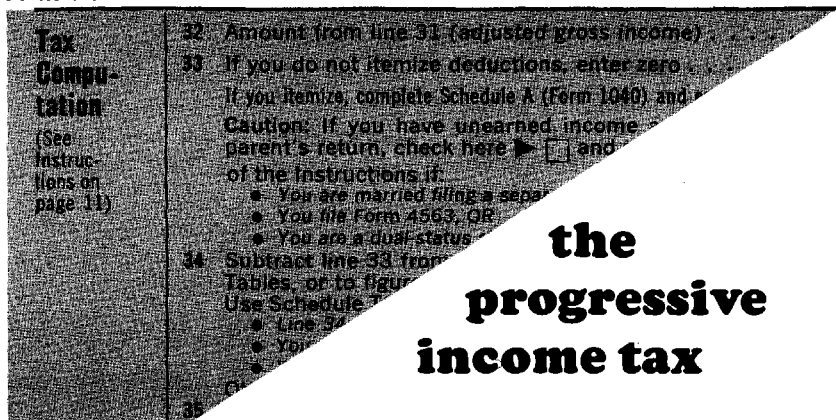 Tax
Compu-
tation
(See
Instruc-
tions on
page 11)
32 Amount from line 31 (adjusted gross income) . . . . .
33 If you do not itemize deductions, enter zero . . .
If you itemize, complete Schedule A (Form 1040) and
Caution: If you have unearned income
parent's return, check here ▶ □ and
of the Instructions if:
• You are married filing a separ
• You file Form 4563, OR
• You are a dual-status
34 Subtract line 33 from
Tables, or to figur
Use Schedule
• Line 34
• You
35
the
progressive
income tax